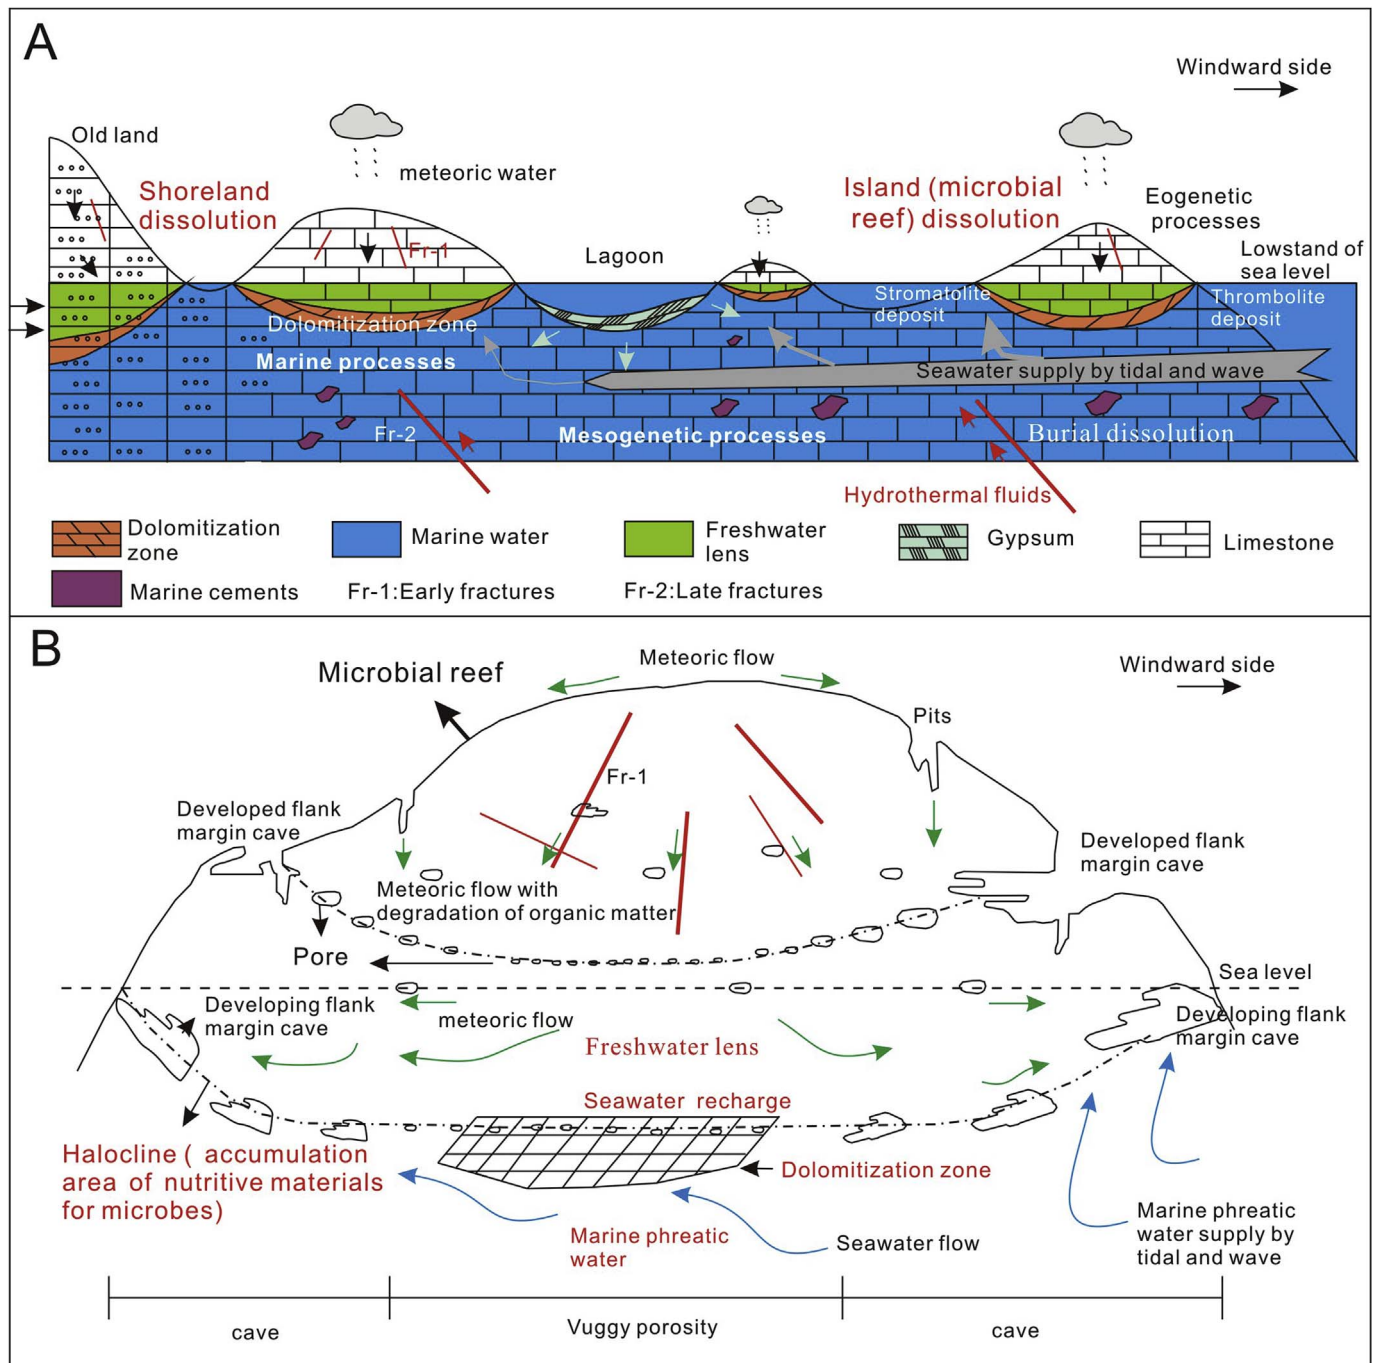 A
Windward side
Old land
meteoric water
Shoreland
dissolution
Island (microbial
reef) dissolution
Eogenetic
processes
Fr-1
Lagoon
Lowstand of
sea level
Stromatolite
deposit
Thrombolite
deposit
Dolomitization zone
Marine processes
Seawater supply by tidal and wave
Fr-2
Mesogenetic processes
Burial dissolution
Hydrothermal fluids
Dolomitization
zone
Marine water
Freshwater
lens
Gypsum
Limestone
Marine cements
Fr-1:Early fractures
Fr-2:Late fractures
B
Microbial reef
Meteoric flow
Windward side
Pits
Fr-1
Developed flank
margin cave
Developed flank
margin cave
Meteoric flow with
degradation of organic matter
Pore
Sea level
Developing flank
margin cave
meteoric flow
Developing flank
margin cave
Freshwater lens
Seawater recharge
Halocline ( accumulation
area of nutritive materials
for microbes)
Dolomitization zone
Marine phreatic
water
Seawater flow
Marine phreatic
water supply by
tidal and wave
cave
Vuggy porosity
cave